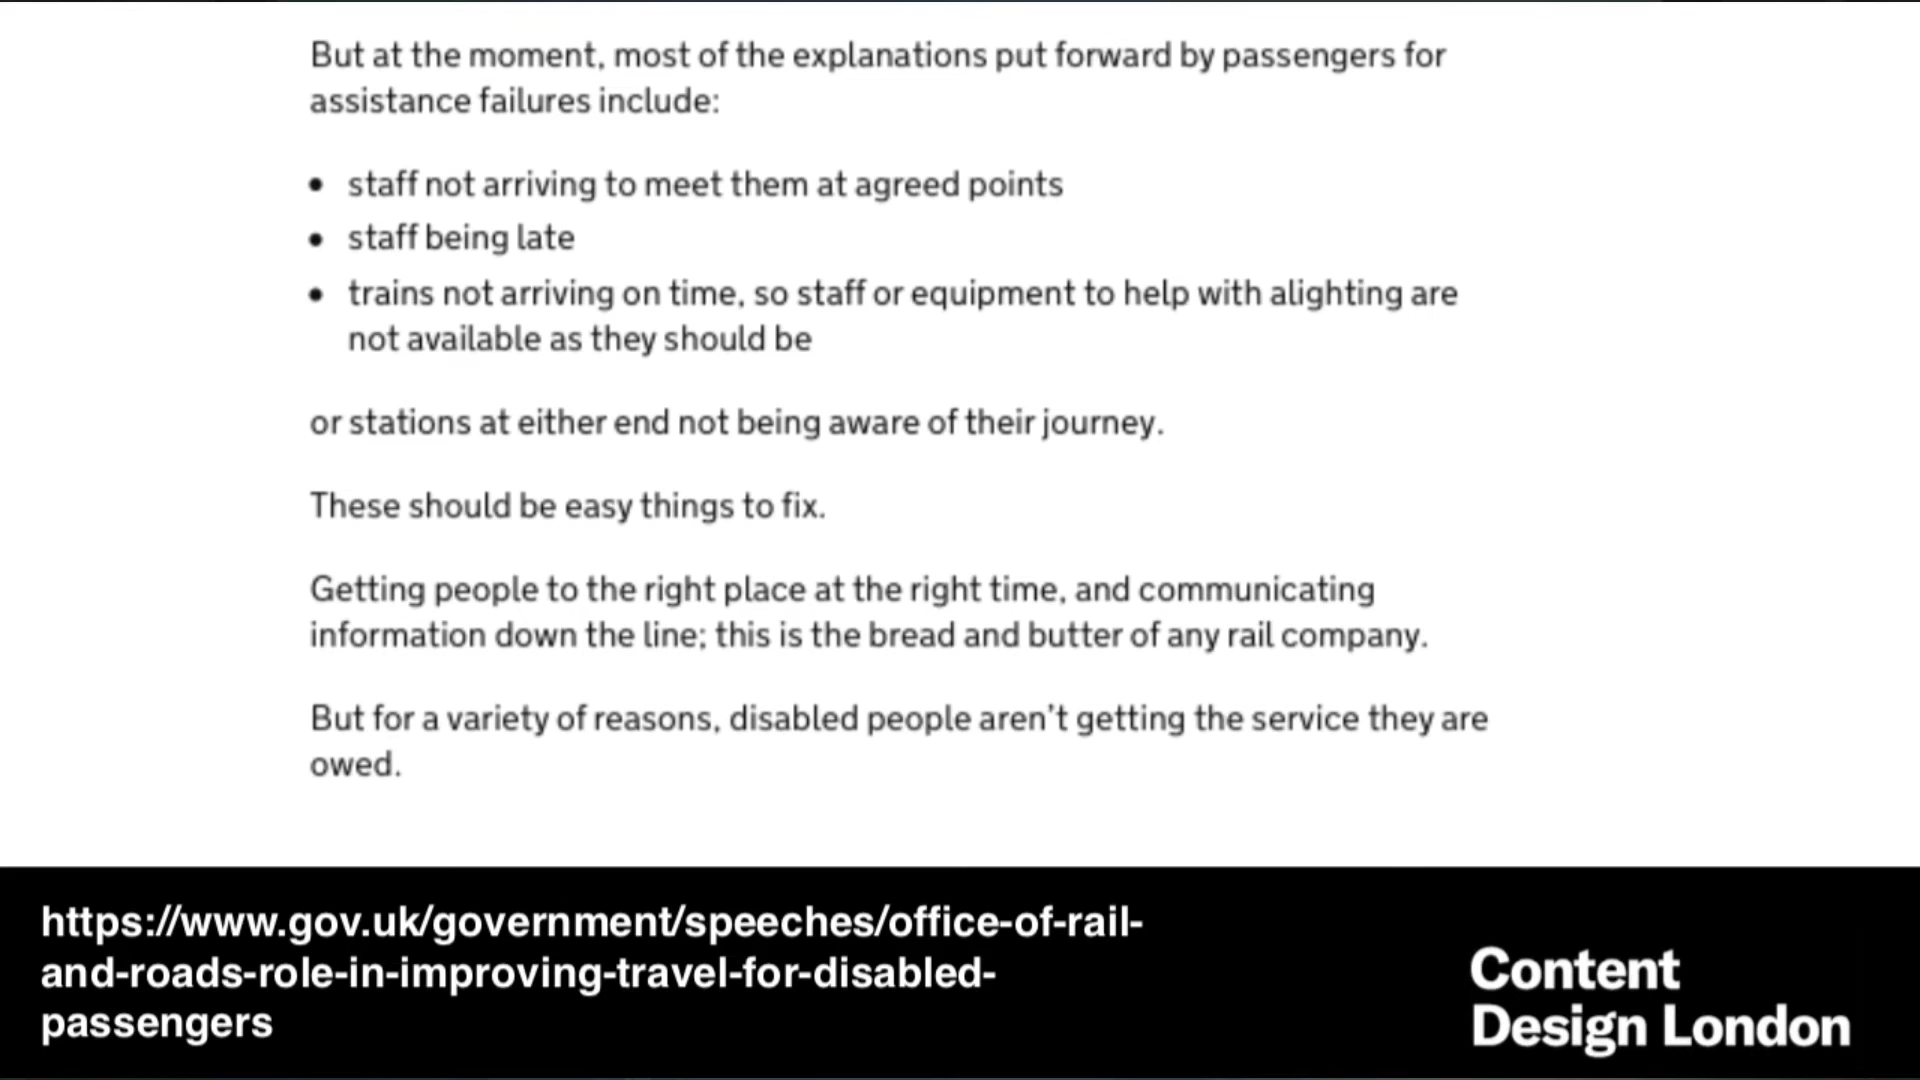 But at the moment, most of the explanations put forward by passengers for
assistance failures include:
• staff not arriving to meet them at agreed points
• staff being late
• trains not arriving on time, so staff or equipment to help with alighting are
not available as they should be
or stations at either end not being aware of their journey.
These should be easy things to fix.
Getting people to the right place at the right time, and communicating
information down the line; this is the bread and butter of any rail company.
But for a variety of reasons, disabled people aren’t getting the service they are
owed.
https://www.gov.uk/government/speeches/office-of-rail-
and-roads-role-in-improving-travel-for-disabled-
passengers
Content
Design London